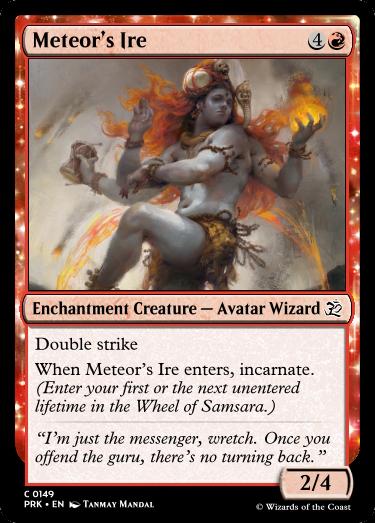 Meteor's Ire 4
Enchantment Creature — Avatar Wizard
Double strike
When Meteor's Ire enters, incarnate.
(Enter your first or the next unentered
lifetime in the Wheel of Samsara.)
“I'm just the messenger, wretch. Once you
offend the guru, there's no turning back.”
2/4
C 0149
PRK • EN Tanmay Mandal
© Wizards of the Coast